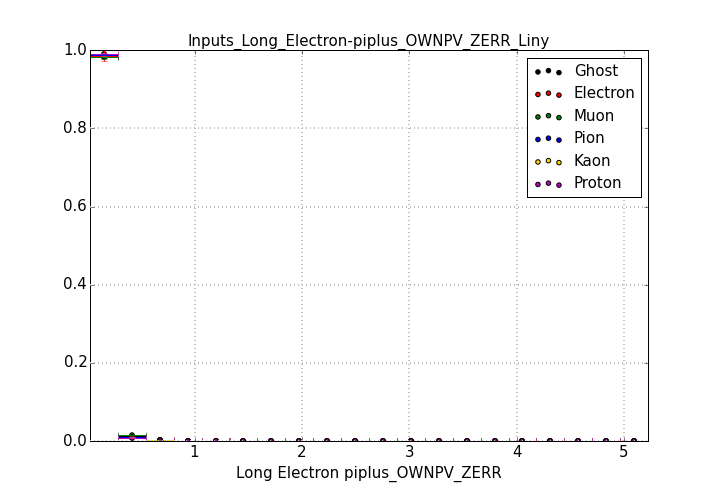 Inputs_Long_Electron-piplus_OWNPV_ZERR_Liny
1.0
0.8
0.6
0.4
0.2
0.0
Ghost
Electron
Muon
Pion
Kaon
Proton
1 2 3 4 5
Long Electron piplus_OWNPV_ZERR